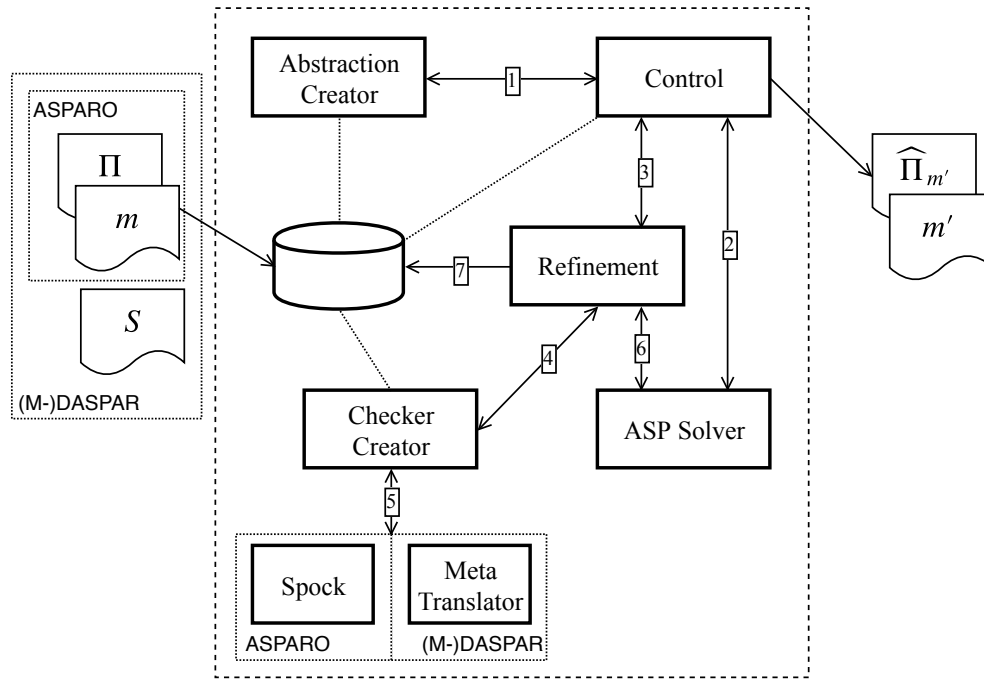 Abstraction
Creator
1
Control
ASPARO
Π
m
S
(M-)DASPAR
3
2
Π̂m′
m′
7
Refinement
4
6
Checker
Creator
ASP Solver
5
Spock
Meta
Translator
ASPARO
(M-)DASPAR